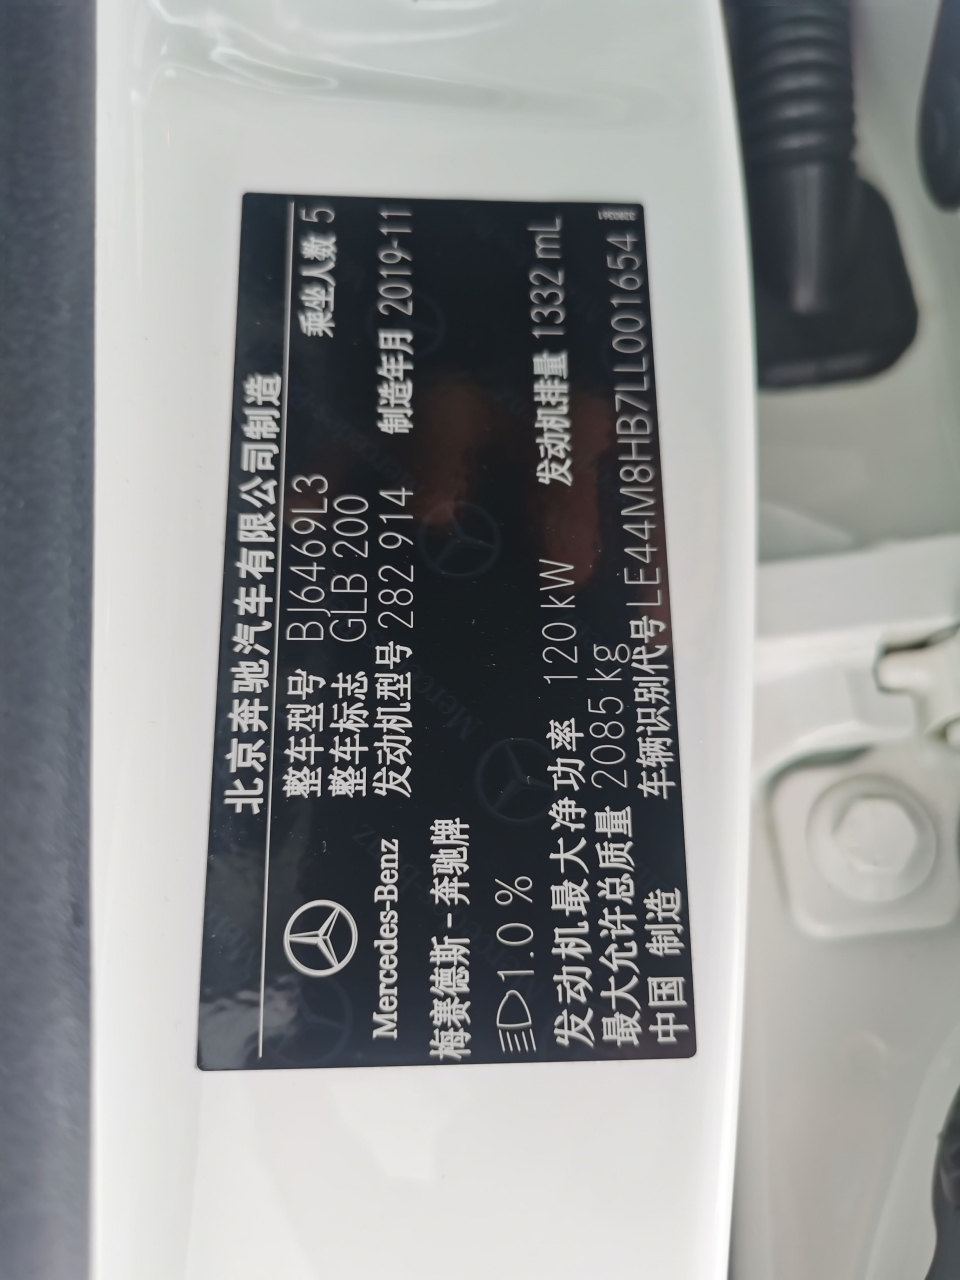 北京奔驰汽车有限公司制造
整车型号 BJ6469L3 乘坐人数 5
整车标志 GLB 200
Mercedes-Benz 发动机型号 282 914 制造年月 2019-11
梅赛德斯-奔驰牌
1.0 %
发动机最大净功率 120 kW 发动机排量 1332 mL
最大允许总质量 2085 kg
中国 制造 车辆识别代号 LE44M8HB7LL001654